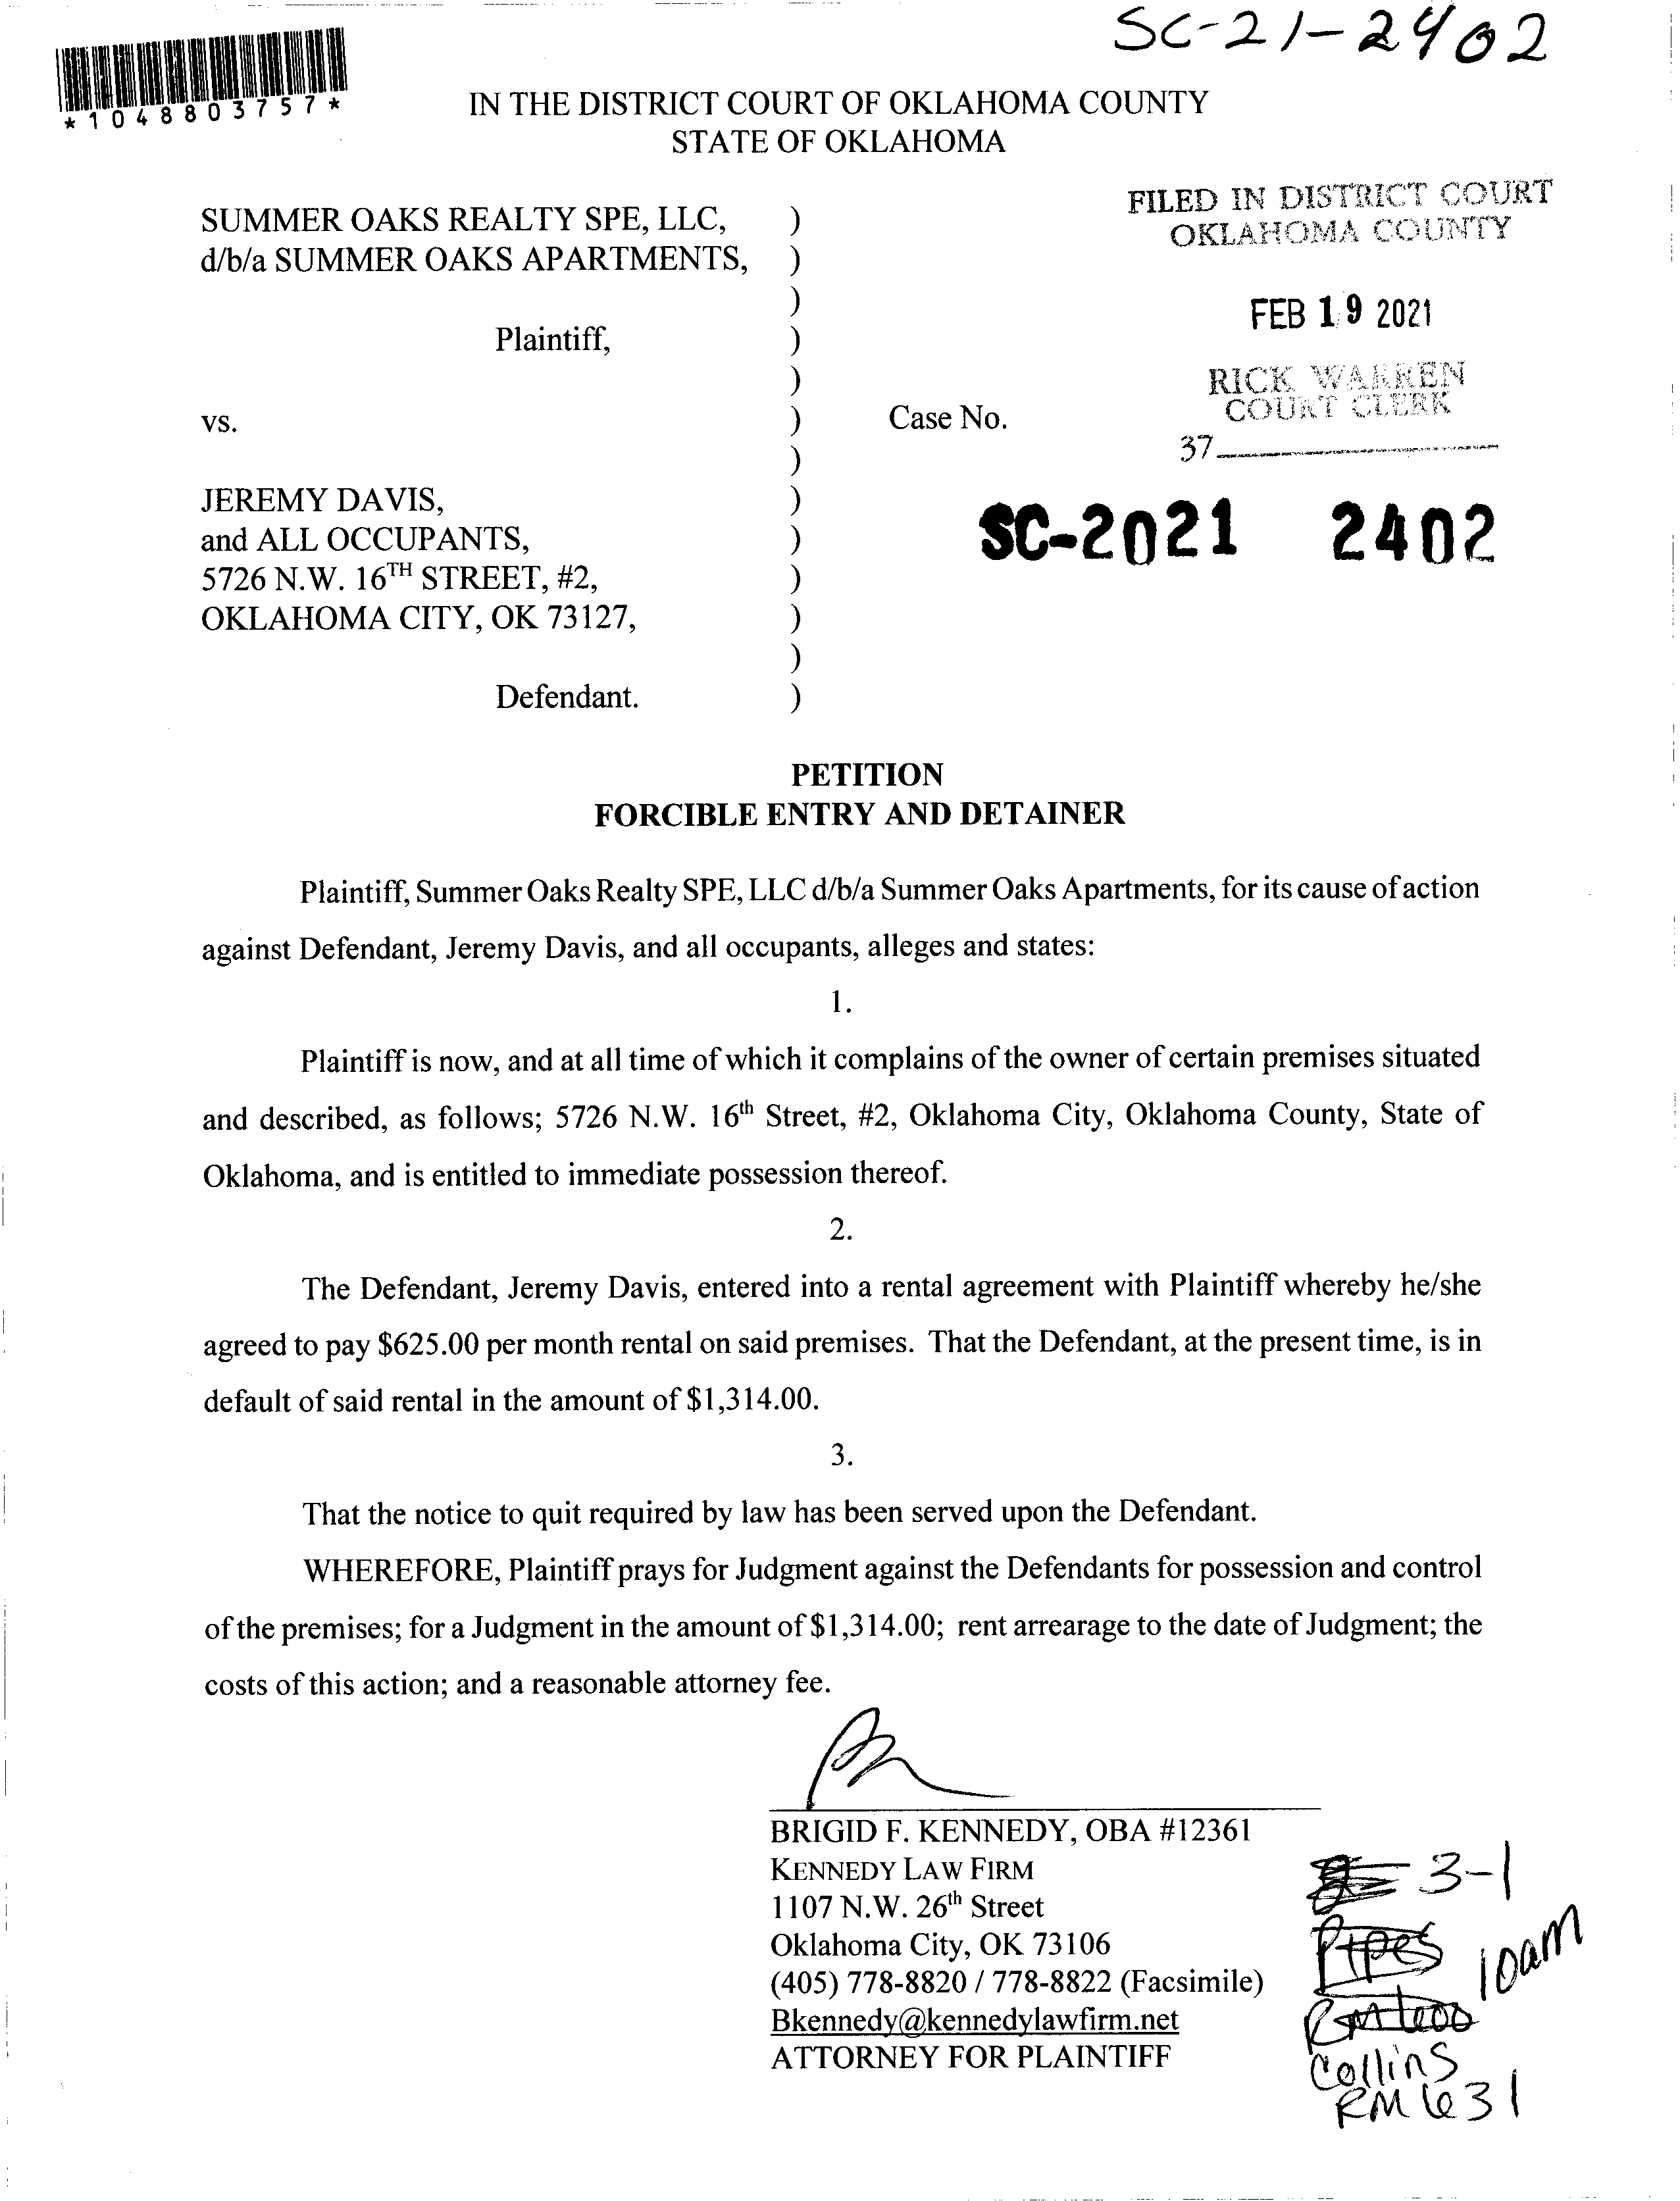 SC-21-2402
*1048803757*
IN THE DISTRICT COURT OF OKLAHOMA COUNTY
STATE OF OKLAHOMA
FILED IN DISTRICT COURT
OKLAHOMA COUNTY
FEB 19 2021
RICK WARREN
COURT CLERK
37
SUMMER OAKS REALTY SPE, LLC, )
d/b/a SUMMER OAKS APARTMENTS, )
)
Plaintiff, )
)
vs. ) Case No.
)
JEREMY DAVIS, ) SC-2021 2402
and ALL OCCUPANTS, )
5726 N.W. 16TH STREET, #2, )
OKLAHOMA CITY, OK 73127, )
)
Defendant. )
PETITION
FORCIBLE ENTRY AND DETAINER
Plaintiff, Summer Oaks Realty SPE, LLC d/b/a Summer Oaks Apartments, for its cause of action
against Defendant, Jeremy Davis, and all occupants, alleges and states:
1.
Plaintiff is now, and at all time of which it complains of the owner of certain premises situated
and described, as follows; 5726 N.W. 16th Street, #2, Oklahoma City, Oklahoma County, State of
Oklahoma, and is entitled to immediate possession thereof.
2.
The Defendant, Jeremy Davis, entered into a rental agreement with Plaintiff whereby he/she
agreed to pay $625.00 per month rental on said premises. That the Defendant, at the present time, is in
default of said rental in the amount of $1,314.00.
3.
That the notice to quit required by law has been served upon the Defendant.
WHEREFORE, Plaintiff prays for Judgment against the Defendants for possession and control
of the premises; for a Judgment in the amount of $1,314.00; rent arrearage to the date of Judgment; the
costs of this action; and a reasonable attorney fee.
BRIGID F. KENNEDY, OBA #12361
KENNEDY LAW FIRM
1107 N.W. 26th Street
Oklahoma City, OK 73106
(405) 778-8820 / 778-8822 (Facsimile)
Bkennedy@kennedylawfirm.net
ATTORNEY FOR PLAINTIFF
3-1
Pipes
10am
Collins
RM 631